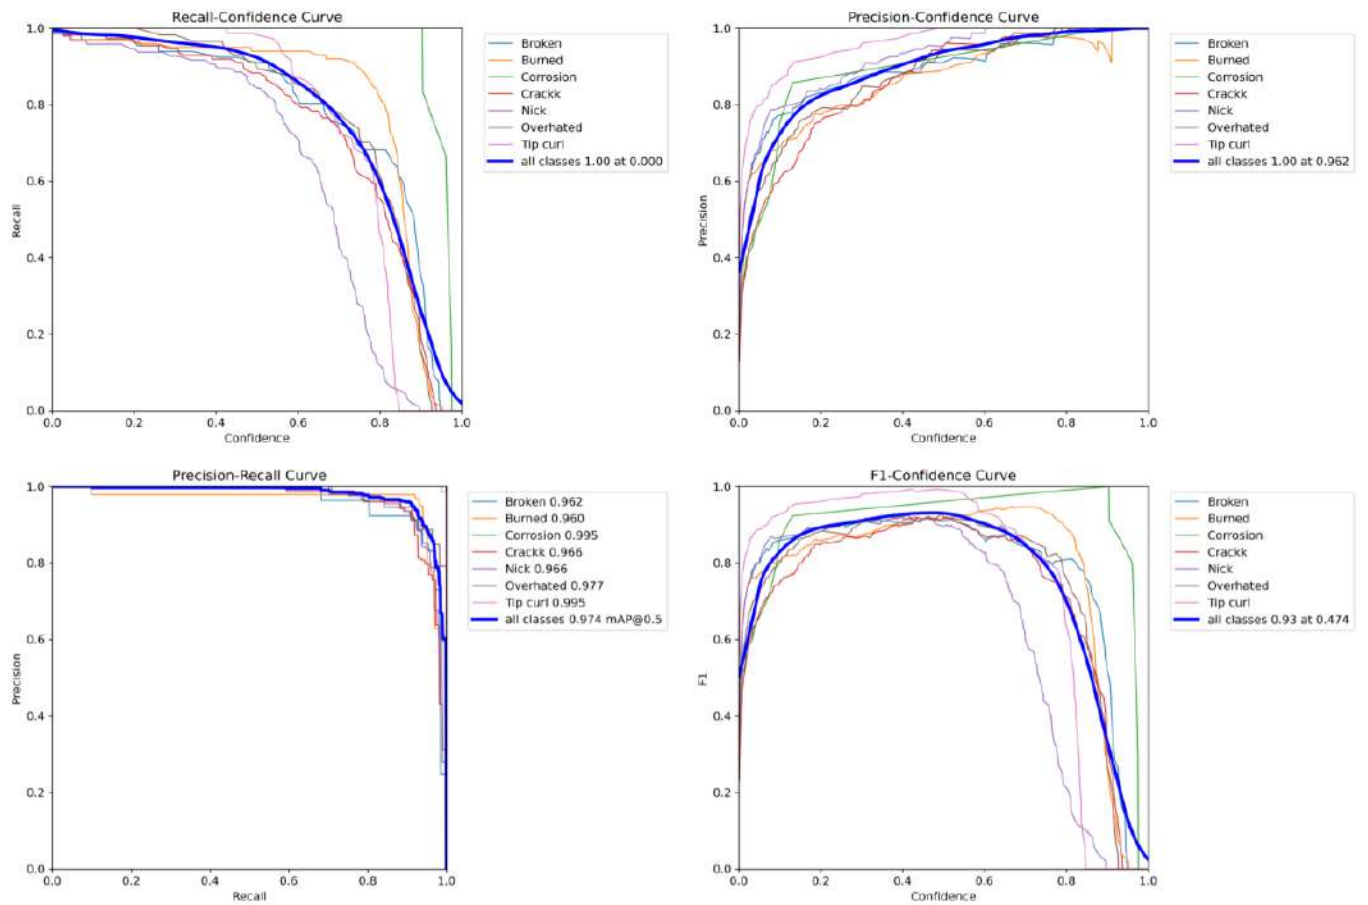 Recall-Confidence Curve
1.0
0.8
0.6
0.4
0.2
0.0
Recall
0.0 0.2 0.4 0.6 0.8 1.0
Confidence
Broken
Burned
Corrosion
Crackk
Nick
Overhated
Tip curl
all classes 1.00 at 0.000
Precision-Confidence Curve
1.0
0.8
0.6
0.4
0.2
0.0
Precision
0.0 0.2 0.4 0.6 0.8 1.0
Confidence
Broken
Burned
Corrosion
Crackk
Nick
Overhated
Tip curl
all classes 1.00 at 0.962
Precision-Recall Curve
1.0
0.8
0.6
0.4
0.2
0.0
Precision
0.0 0.2 0.4 0.6 0.8 1.0
Recall
Broken 0.962
Burned 0.960
Corrosion 0.995
Crackk 0.966
Nick 0.966
Overhated 0.977
Tip curl 0.995
all classes 0.974 mAP@0.5
F1-Confidence Curve
1.0
0.8
0.6
0.4
0.2
0.0
F1
0.0 0.2 0.4 0.6 0.8 1.0
Confidence
Broken
Burned
Corrosion
Crackk
Nick
Overhated
Tip curl
all classes 0.93 at 0.474